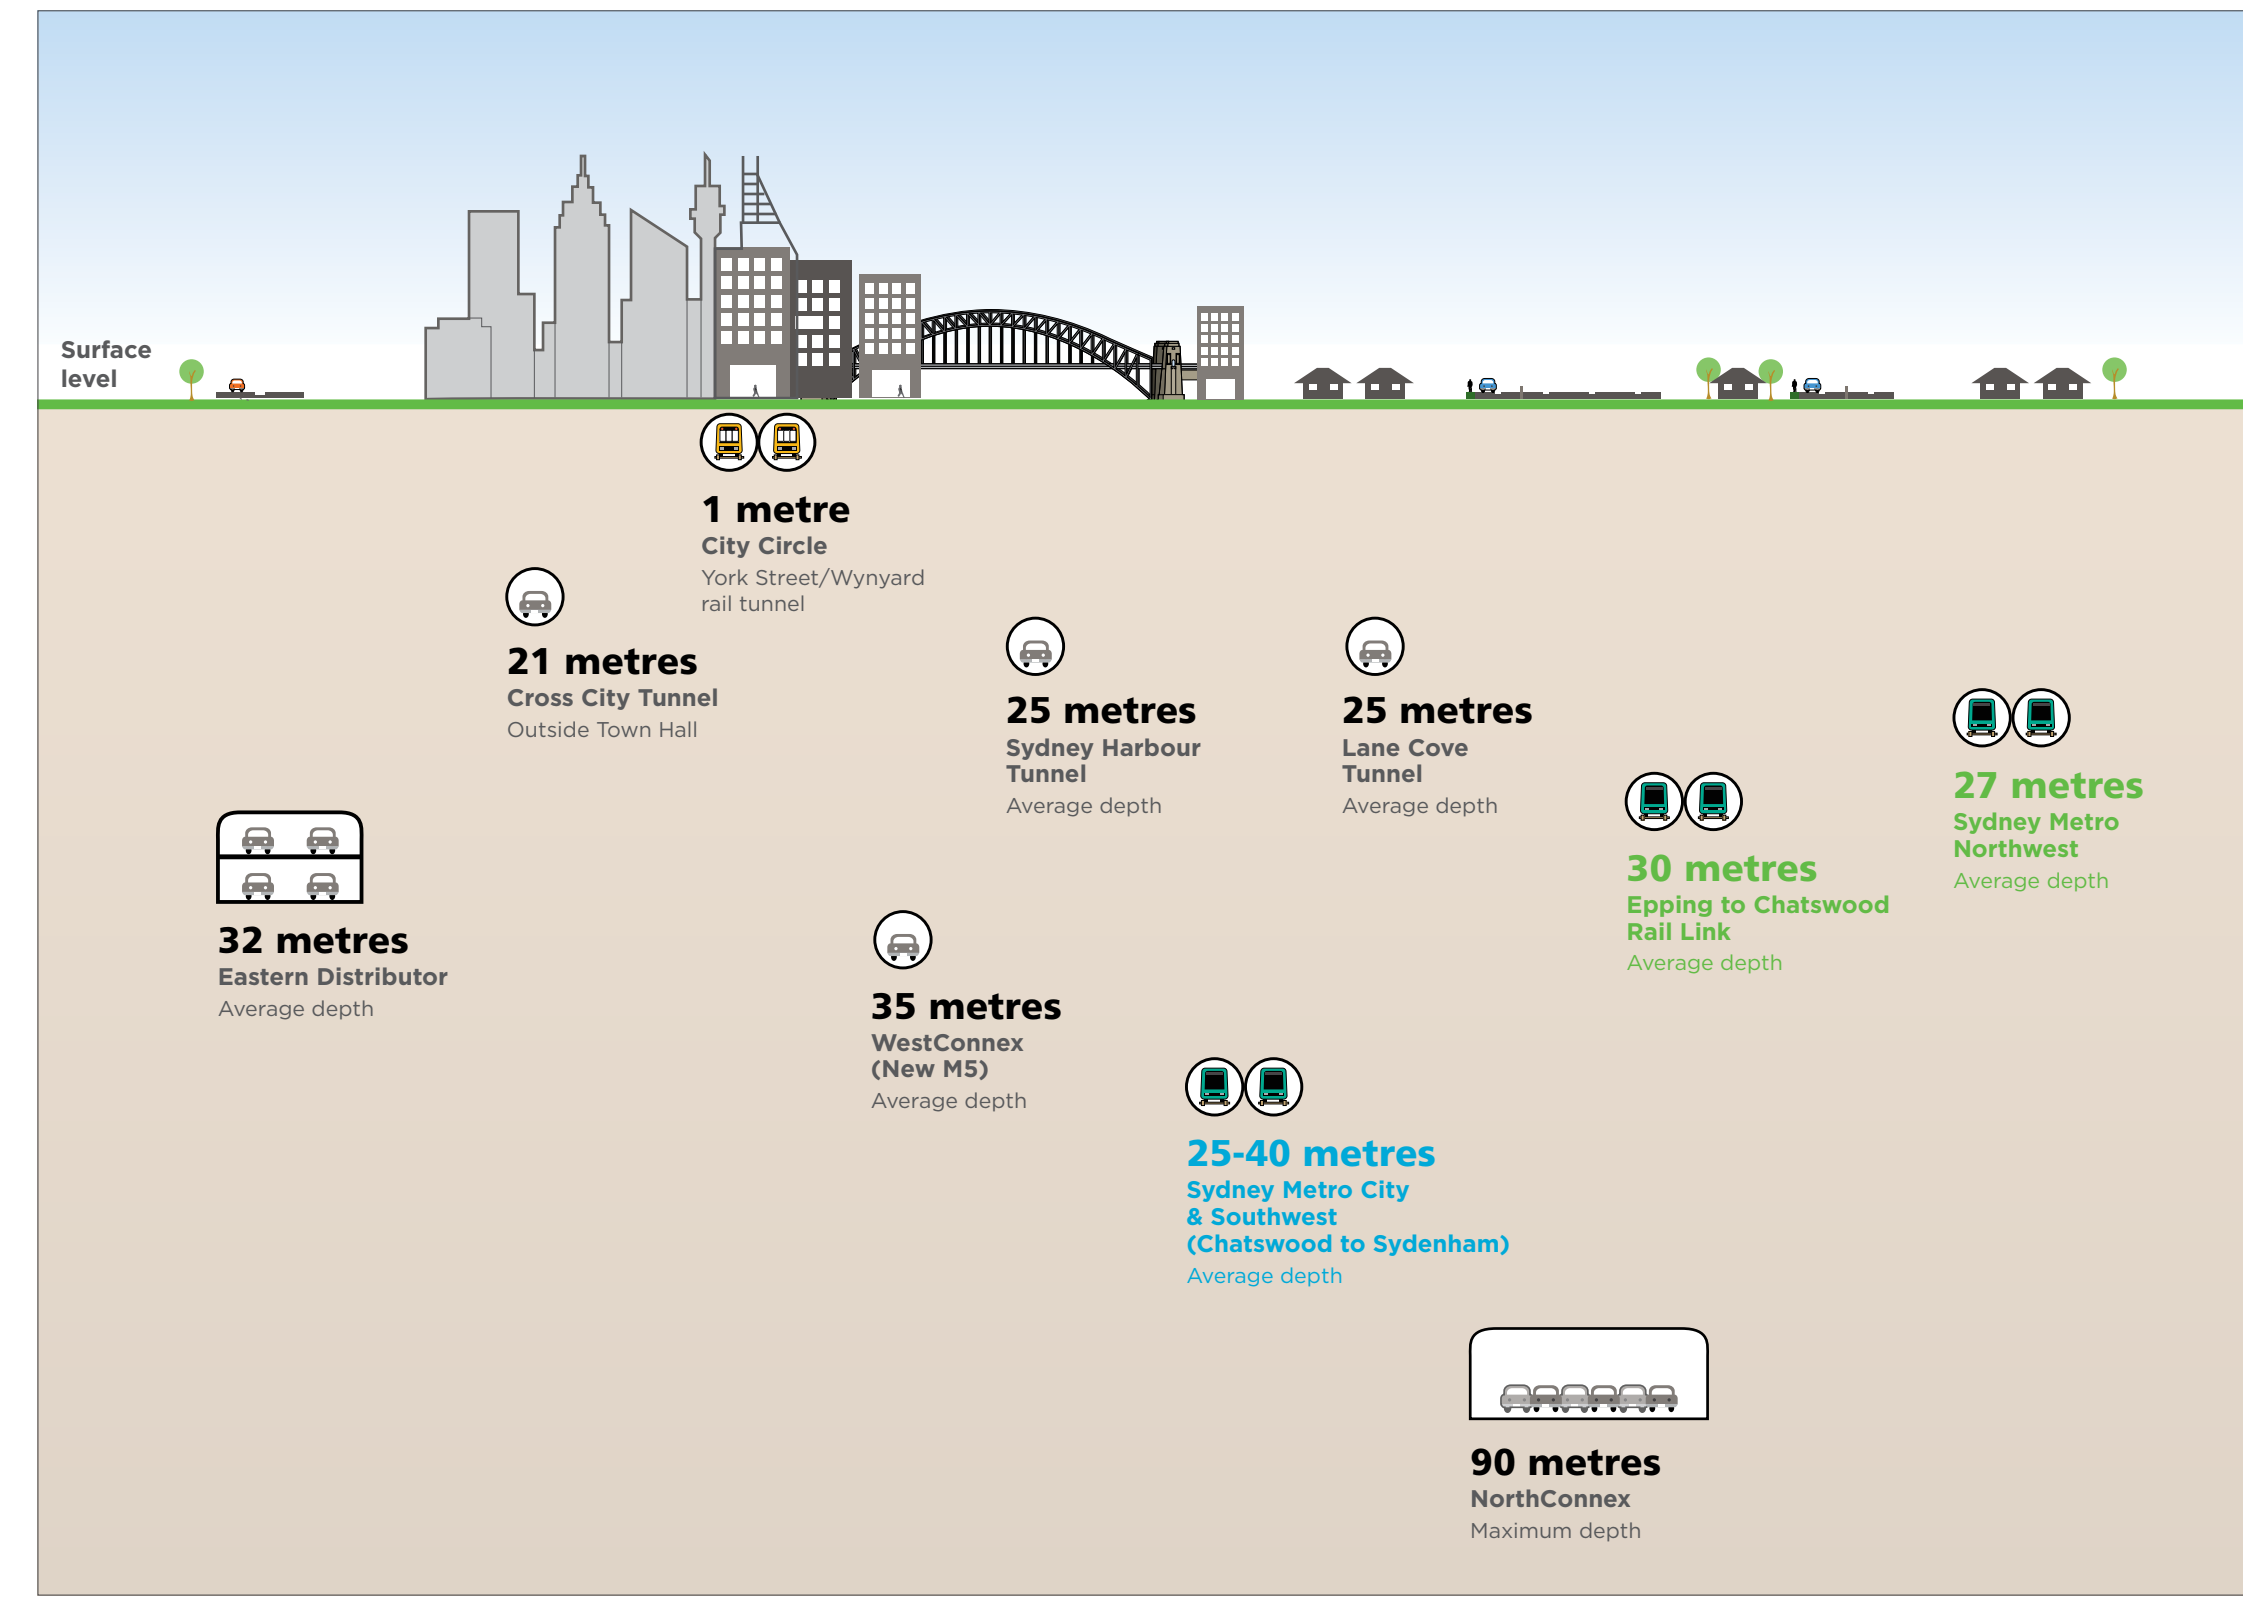 Surface
level
1 metre
City Circle
York Street/Wynyard
rail tunnel
21 metres
Cross City Tunnel
Outside Town Hall
25 metres
Sydney Harbour
Tunnel
Average depth
25 metres
Lane Cove
Tunnel
Average depth
27 metres
Sydney Metro
Northwest
Average depth
30 metres
Epping to Chatswood
Rail Link
Average depth
32 metres
Eastern Distributor
Average depth
35 metres
WestConnex
(New M5)
Average depth
25-40 metres
Sydney Metro City
& Southwest
(Chatswood to Sydenham)
Average depth
90 metres
NorthConnex
Maximum depth